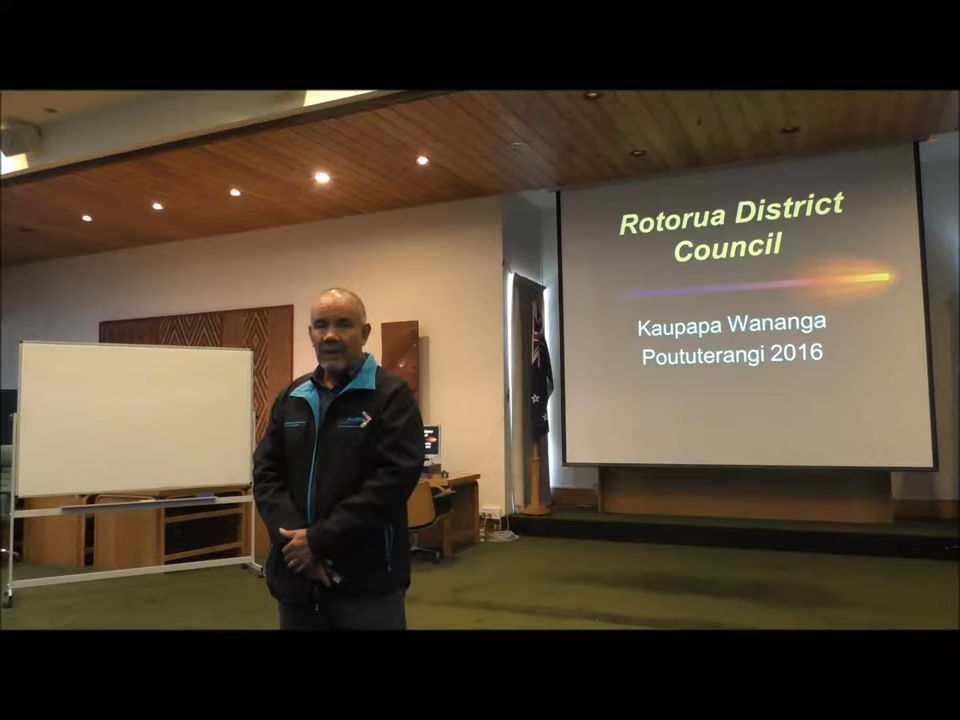 Rotorua District
Council
Kaupapa Wananga
Poututerangi 2016